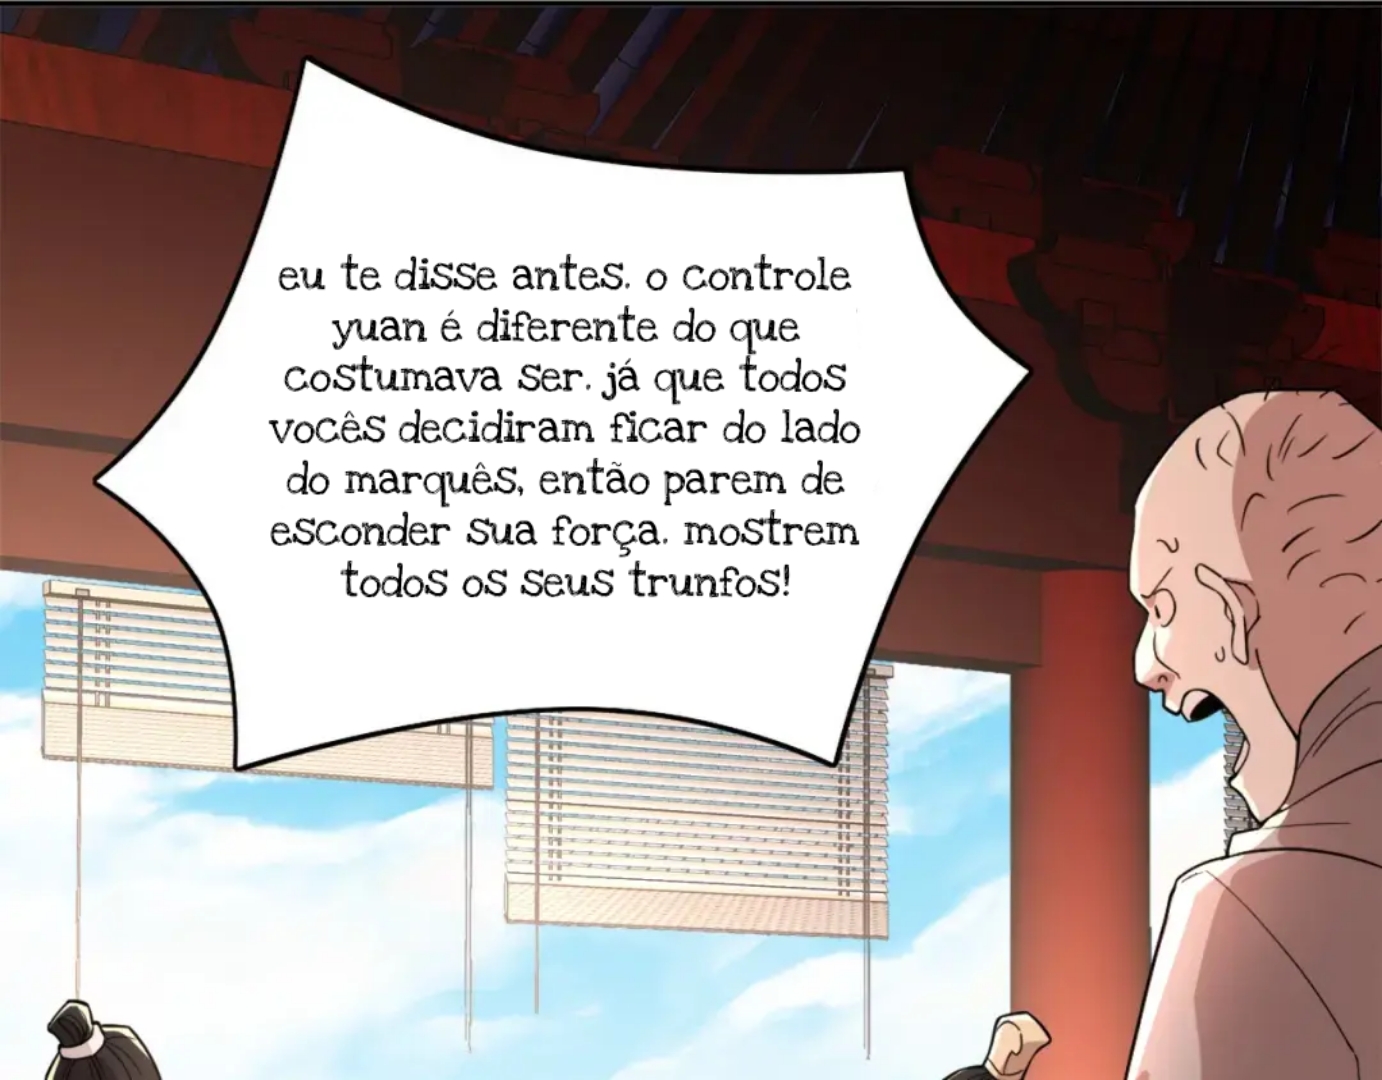 eu te disse antes. o controle
yuan é diferente do que
costumava ser. já que todos
vocês decidiram ficar do lado
do marquês, então parem de
esconder sua força. mostrem
todos os seus trunfos!